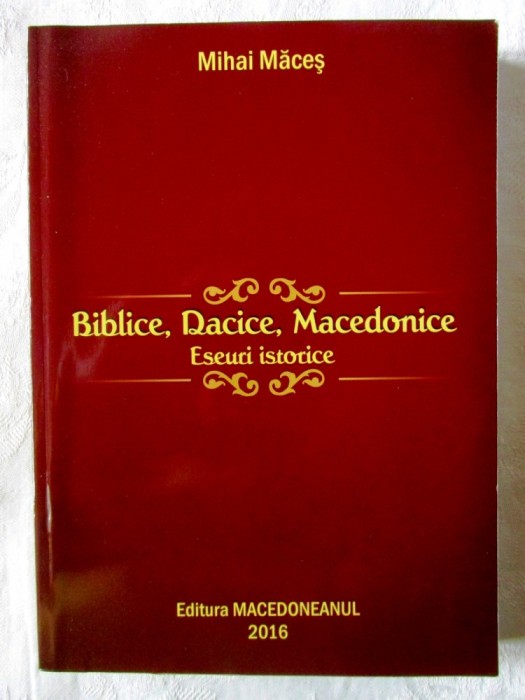 Mihai Măceş
Biblice, Dacice, Macedonice
Eseuri istorice
Editura MACEDONEANUL
2016